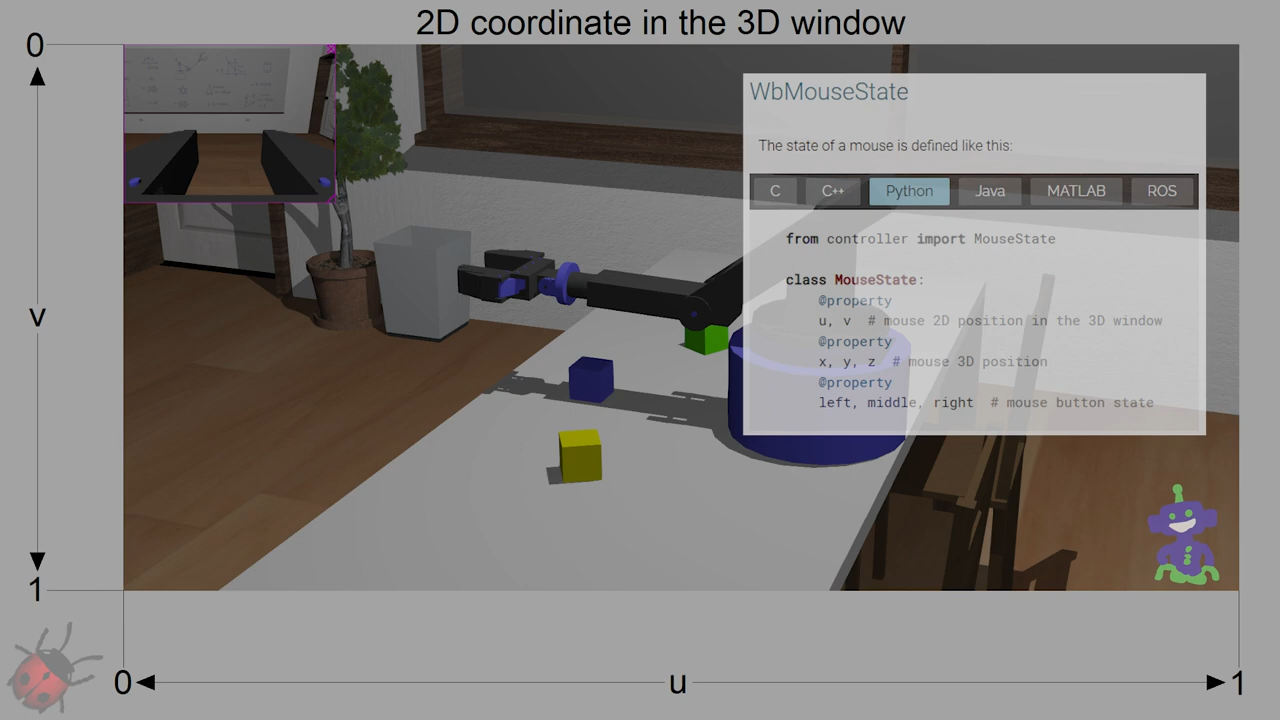 2D coordinate in the 3D window
0
WbMouseState
The state of a mouse is defined like this:
C C++ Python Java MATLAB ROS
from controller import MouseState
class MouseState:
@property
u, v # mouse 2D position in the 3D window
@property
x, y, z # mouse 3D position
@property
left, middle, right # mouse button state
v
1
0 u 1